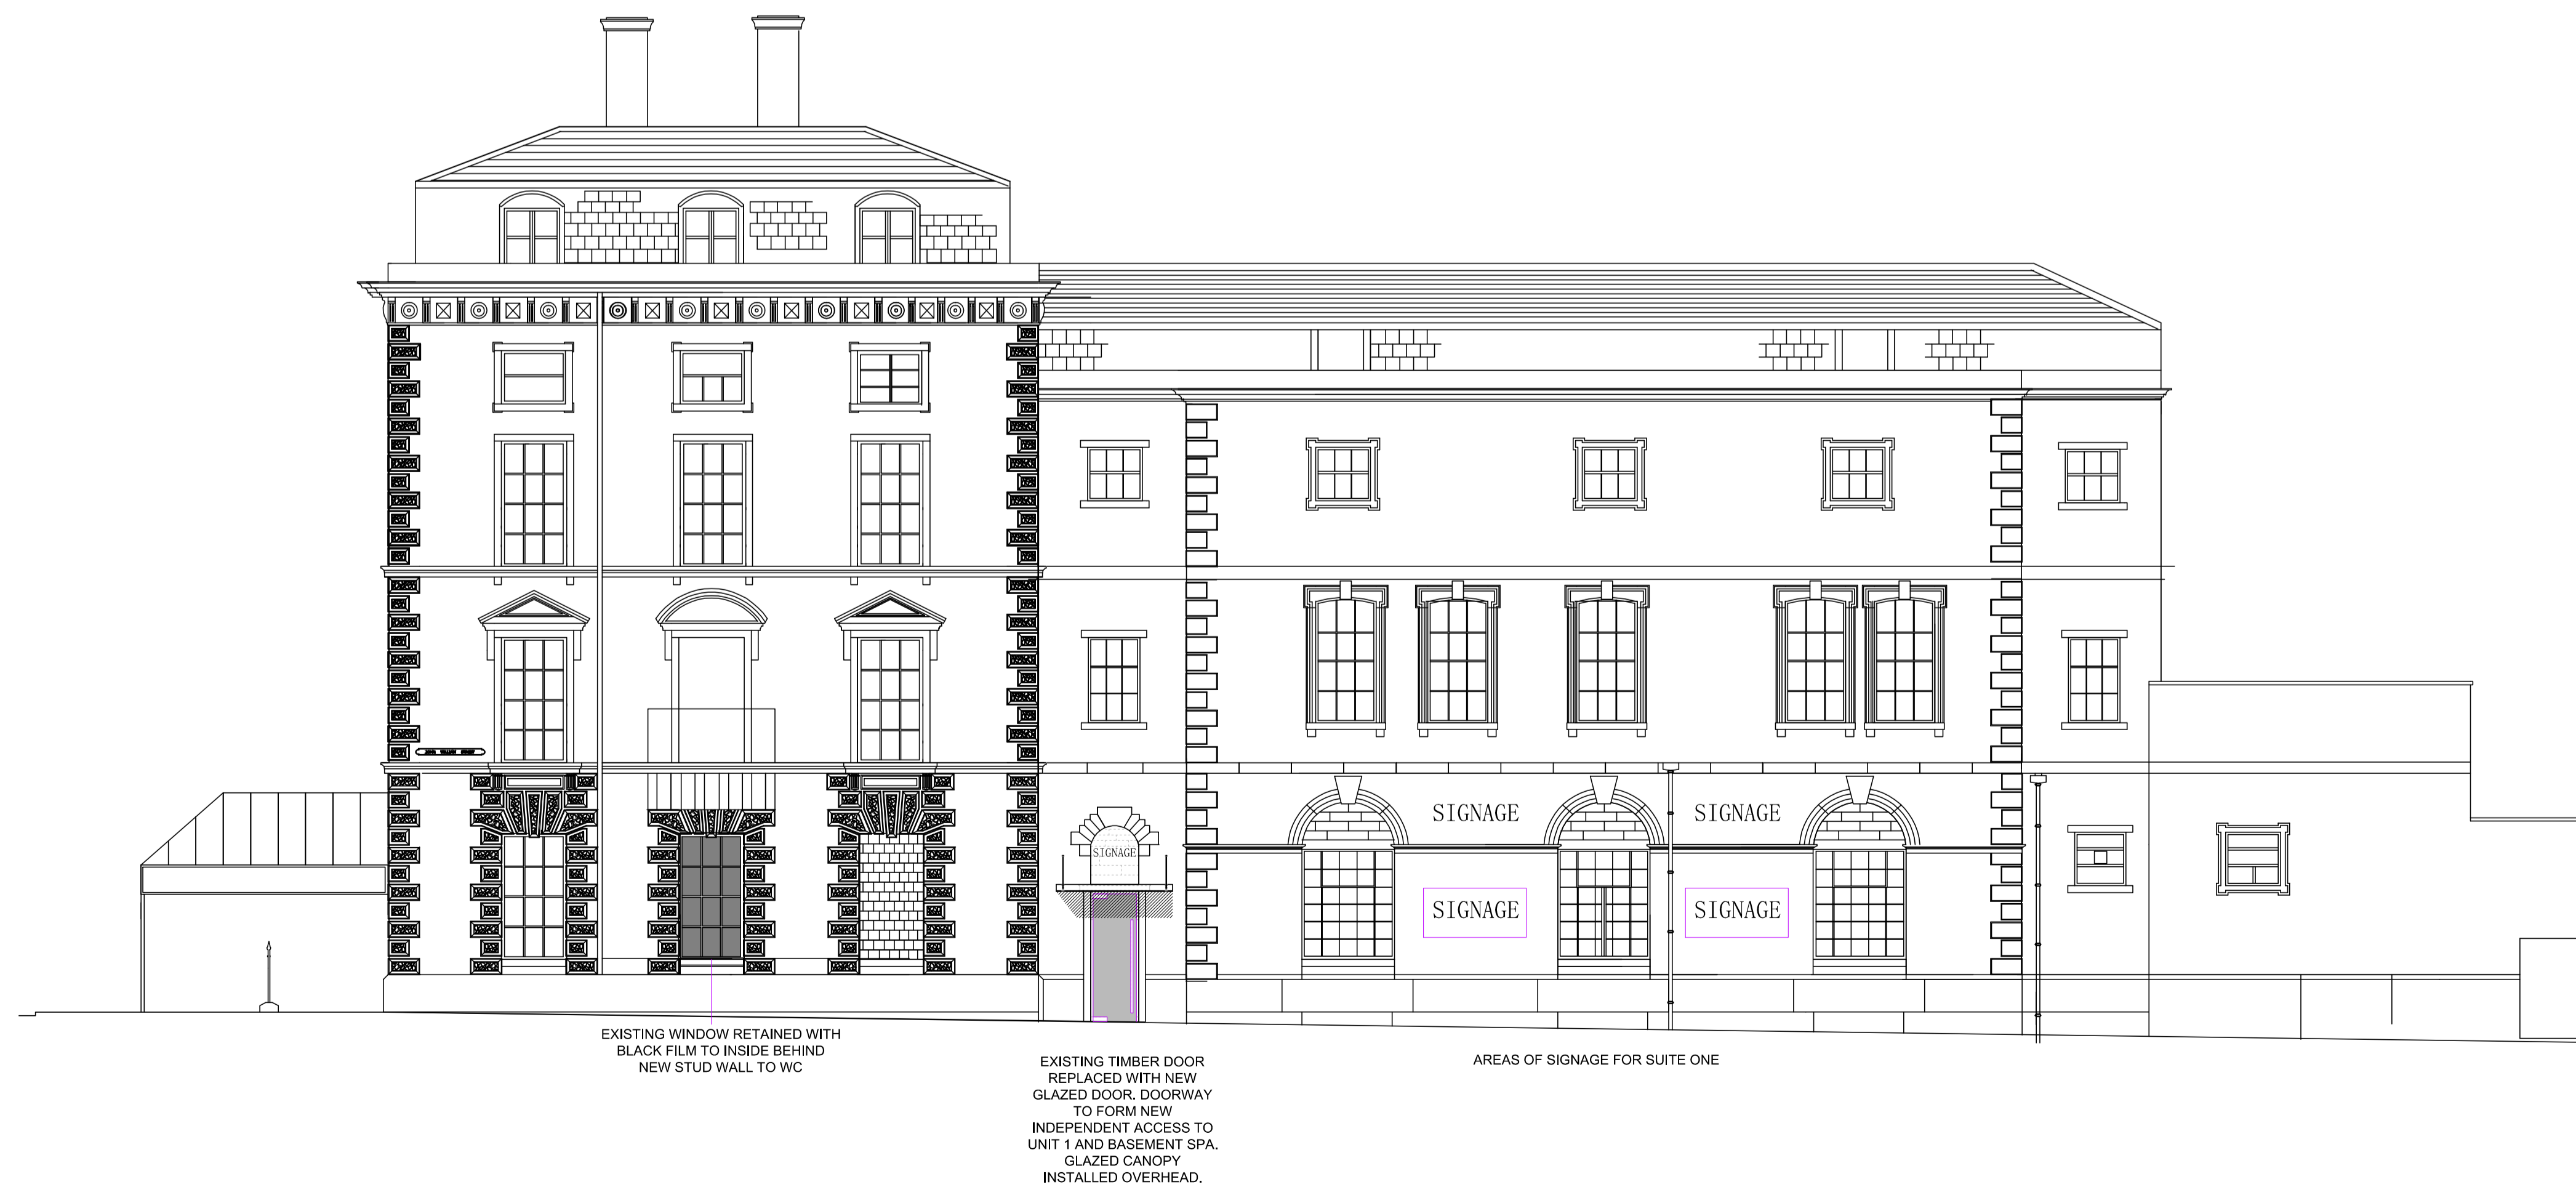 SIGNAGE
SIGNAGE
SIGNAGE
SIGNAGE
SIGNAGE
EXISTING WINDOW RETAINED WITH
BLACK FILM TO INSIDE BEHIND
NEW STUD WALL TO WC
EXISTING TIMBER DOOR
REPLACED WITH NEW
GLAZED DOOR. DOORWAY
TO FORM NEW
INDEPENDENT ACCESS TO
UNIT 1 AND BASEMENT SPA.
GLAZED CANOPY
INSTALLED OVERHEAD.
AREAS OF SIGNAGE FOR SUITE ONE